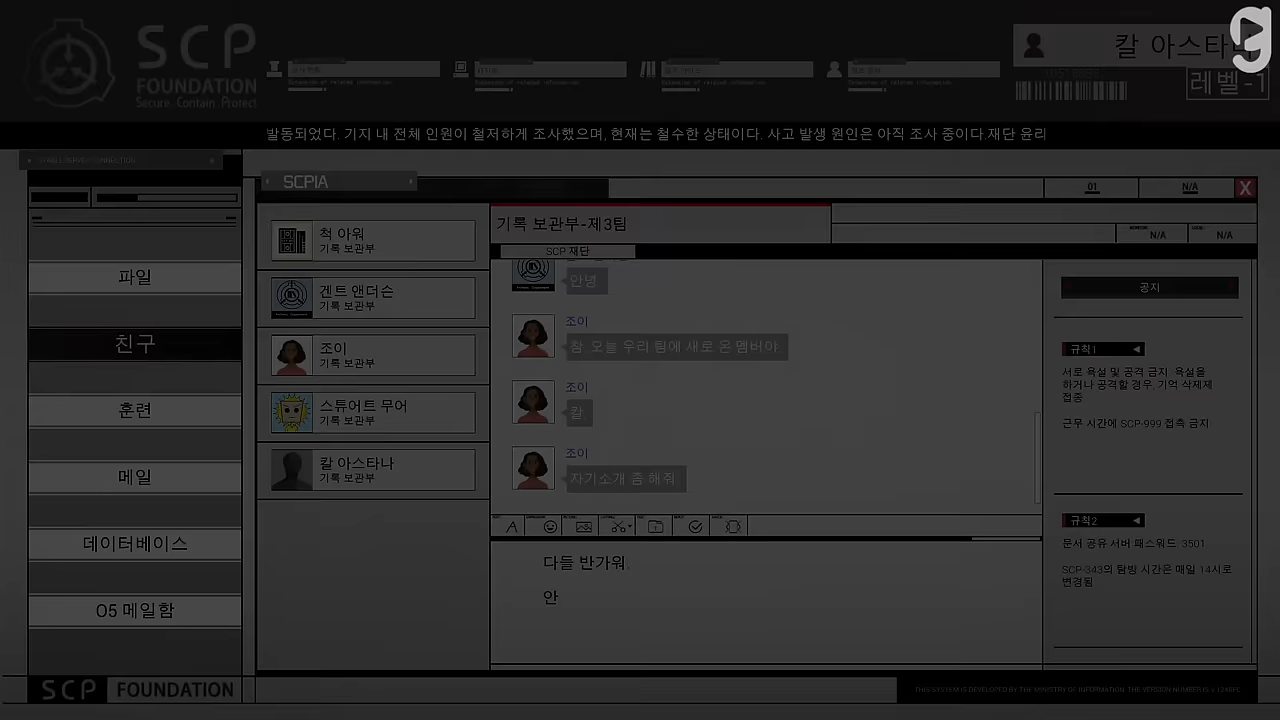 SCP
FOUNDATION
Secure. Contain. Protect
칼 아스타
레벨-1
발동되었다. 기지 내 전체 인원이 철저하게 조사했으며, 현재는 철수한 상태이다. 사고 발생 원인은 아직 조사 중이다.재단 윤리
SCPIA
01
N/A
X
파일
친구
훈련
메일
데이터베이스
O5 메일함
척 아워
기록 보관부
겐트 앤더슨
기록 보관부
조이
기록 보관부
스튜어트 무어
기록 보관부
칼 아스타나
기록 보관부
기록 보관부-제3팀
N/A
N/A
SCP 재단
안녕
조이
참 오늘 우리 팀에 새로 온 멤버야
조이
칼
조이
자기소개 좀 해줘
다들 반가워.
안
공지
규칙1
서로 욕설 및 공격 금지. 욕설을
하거나 공격할 경우, 기억 삭제제
접종
근무 시간에 SCP-999 접촉 금지
규칙2
문서 공유 서버 패스워드: 3501
SCP-343의 탐방 시간은 매일 14시로
변경됨
SCP FOUNDATION